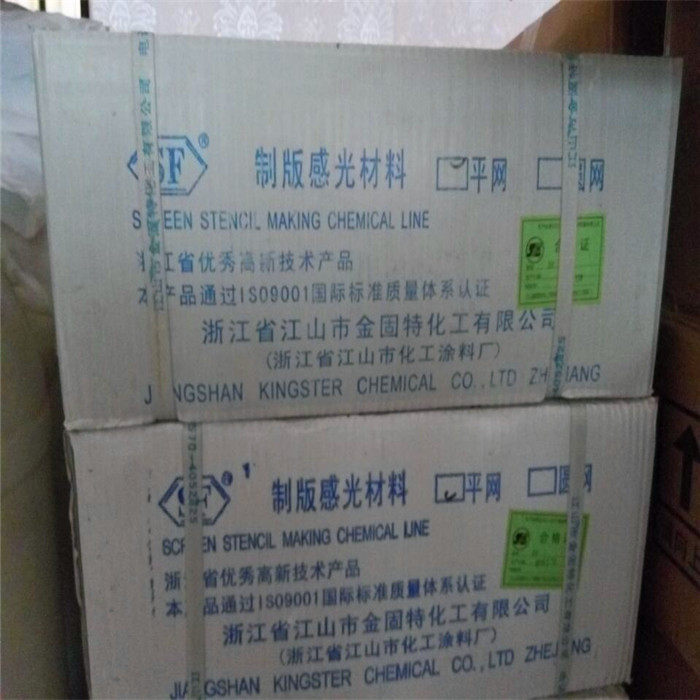 SF ®
制版感光材料 平网 圆网
SCREEN STENCIL MAKING CHEMICAL LINE
浙江省优秀高新技术产品
本产品通过ISO9001国际标准质量体系认证
浙江省江山市金固特化工有限公司
(浙江省江山市化工涂料厂)
JIANGSHAN KINGSTER CHEMICAL CO.,LTD ZHEJIANG
合格证
SF ® 1
制版感光材料 平网 圆网
SCREEN STENCIL MAKING CHEMICAL LINE
浙江省优秀高新技术产品
本产品通过ISO9001国际标准质量体系认证
浙江省江山市金固特化工有限公司
(浙江省江山市化工涂料厂)
JIANGSHAN KINGSTER CHEMICAL CO.,LTD ZHEJIANG
合格